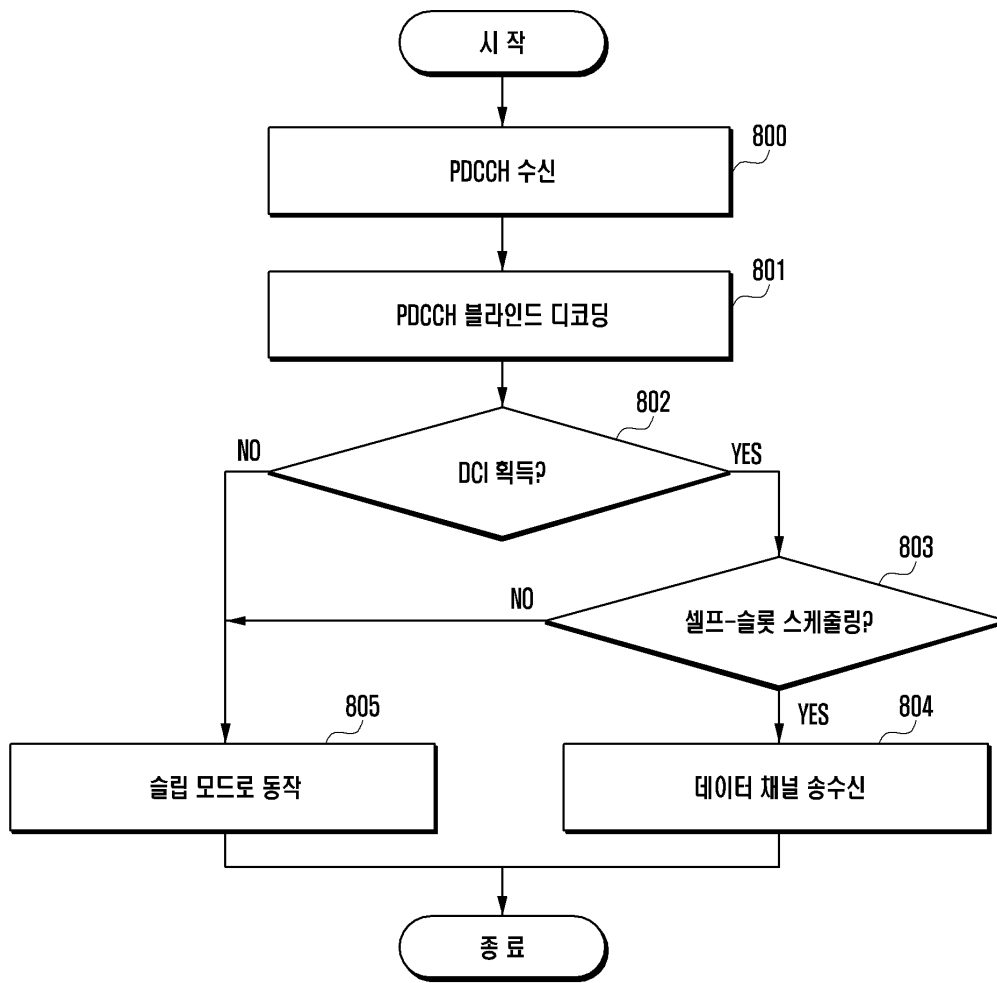 시 작
800
PDCCH 수신
801
PDCCH 블라인드 디코딩
802
NO
YES
DCI 획득?
803
NO
셀프-슬롯 스케줄링?
YES
805
804
슬립 모드로 동작
데이터 채널 송수신
종 료